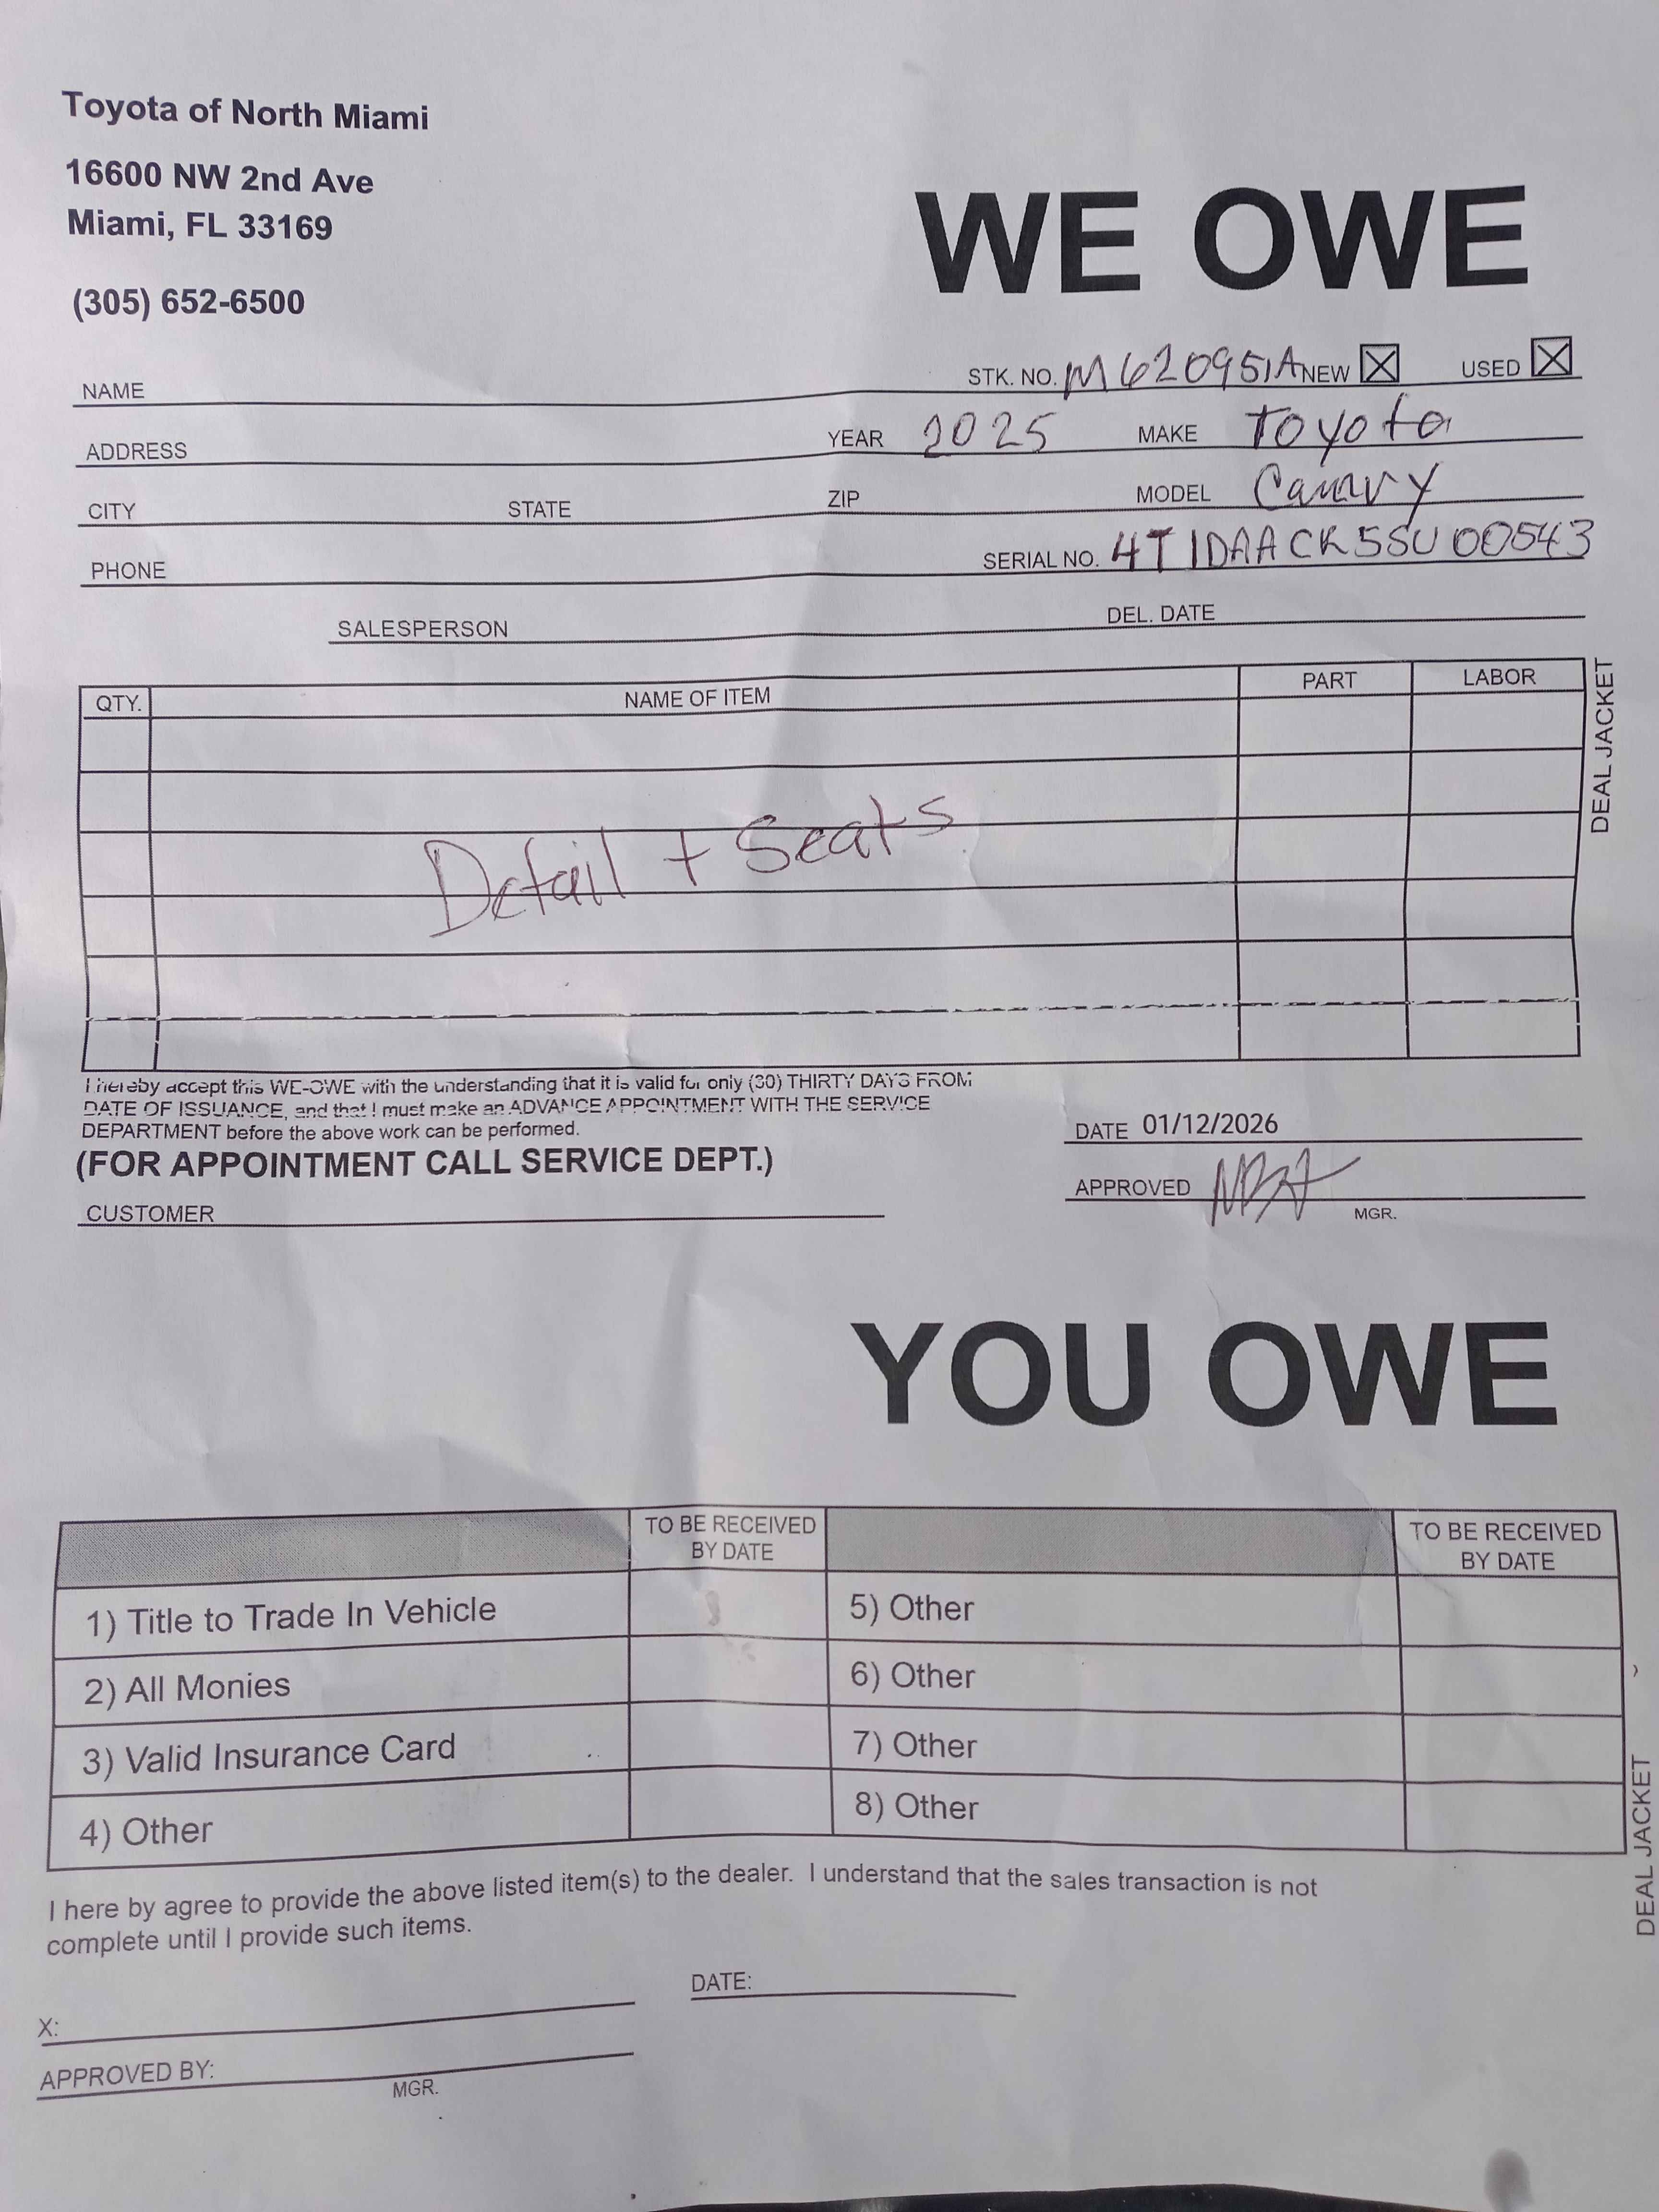 Toyota of North Miami
16600 NW 2nd Ave
Miami, FL 33169
(305) 652-6500
WE OWE
NAME STK. NO. M620951A NEW ☒ USED ☒
ADDRESS YEAR 2025 MAKE Toyota
CITY STATE ZIP MODEL Camry
PHONE SERIAL NO. 4T1DAACK5SU00543
SALESPERSON DEL. DATE
QTY. NAME OF ITEM PART LABOR
Detail + Seats
DEAL JACKET
I hereby accept this WE-OWE with the understanding that it is valid for only (30) THIRTY DAYS FROM
DATE OF ISSUANCE, and that I must make an ADVANCE APPOINTMENT WITH THE SERVICE
DEPARTMENT before the above work can be performed.
(FOR APPOINTMENT CALL SERVICE DEPT.)
CUSTOMER
DATE 01/12/2026
APPROVED
MGR.
YOU OWE
TO BE RECEIVED BY DATE TO BE RECEIVED BY DATE
1) Title to Trade In Vehicle 5) Other
2) All Monies 6) Other
3) Valid Insurance Card 7) Other
4) Other 8) Other
DEAL JACKET
I here by agree to provide the above listed item(s) to the dealer. I understand that the sales transaction is not
complete until I provide such items.
X: DATE:
APPROVED BY:
MGR.